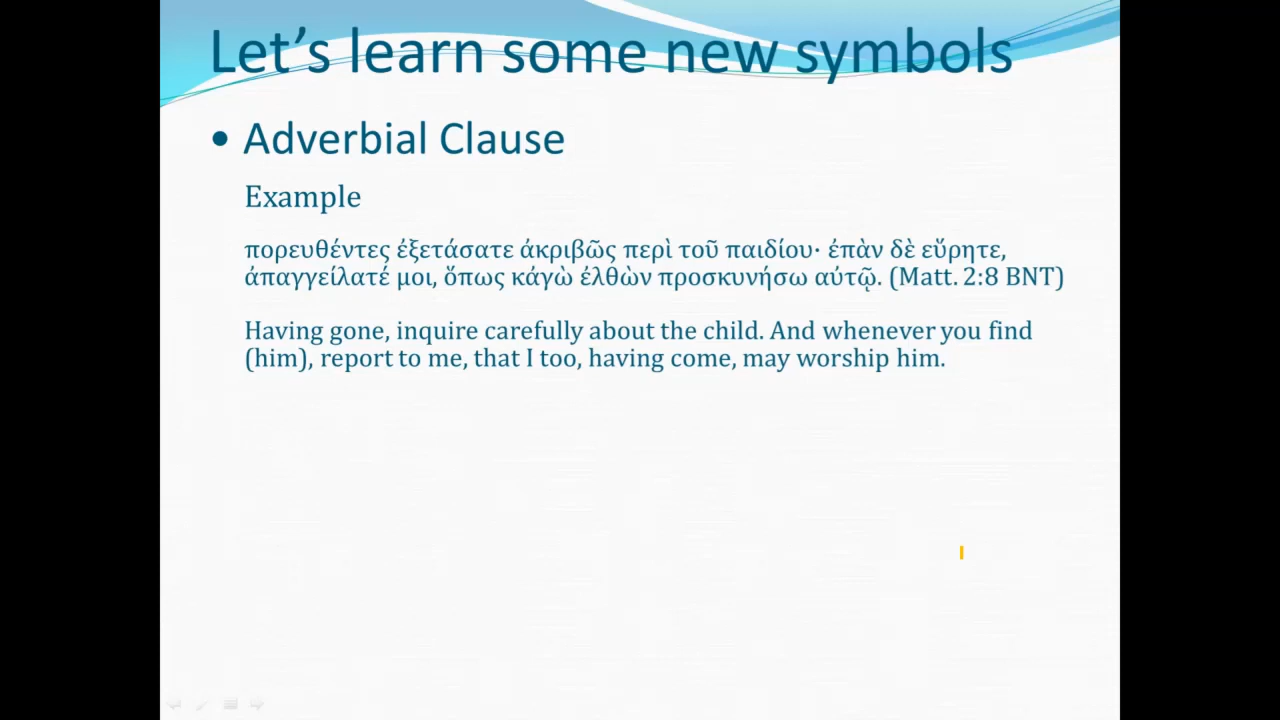 Let's learn some new symbols
• Adverbial Clause
Example
πορευθέντες ἐξετάσατε ἀκριβῶς περὶ τοῦ παιδίου· ἐπὰν δὲ εὕρητε,
ἀπαγγείλατέ μοι, ὅπως κἀγὼ ἐλθὼν προσκυνήσω αὐτῷ. (Matt. 2:8 BNT)
Having gone, inquire carefully about the child. And whenever you find
(him), report to me, that I too, having come, may worship him.